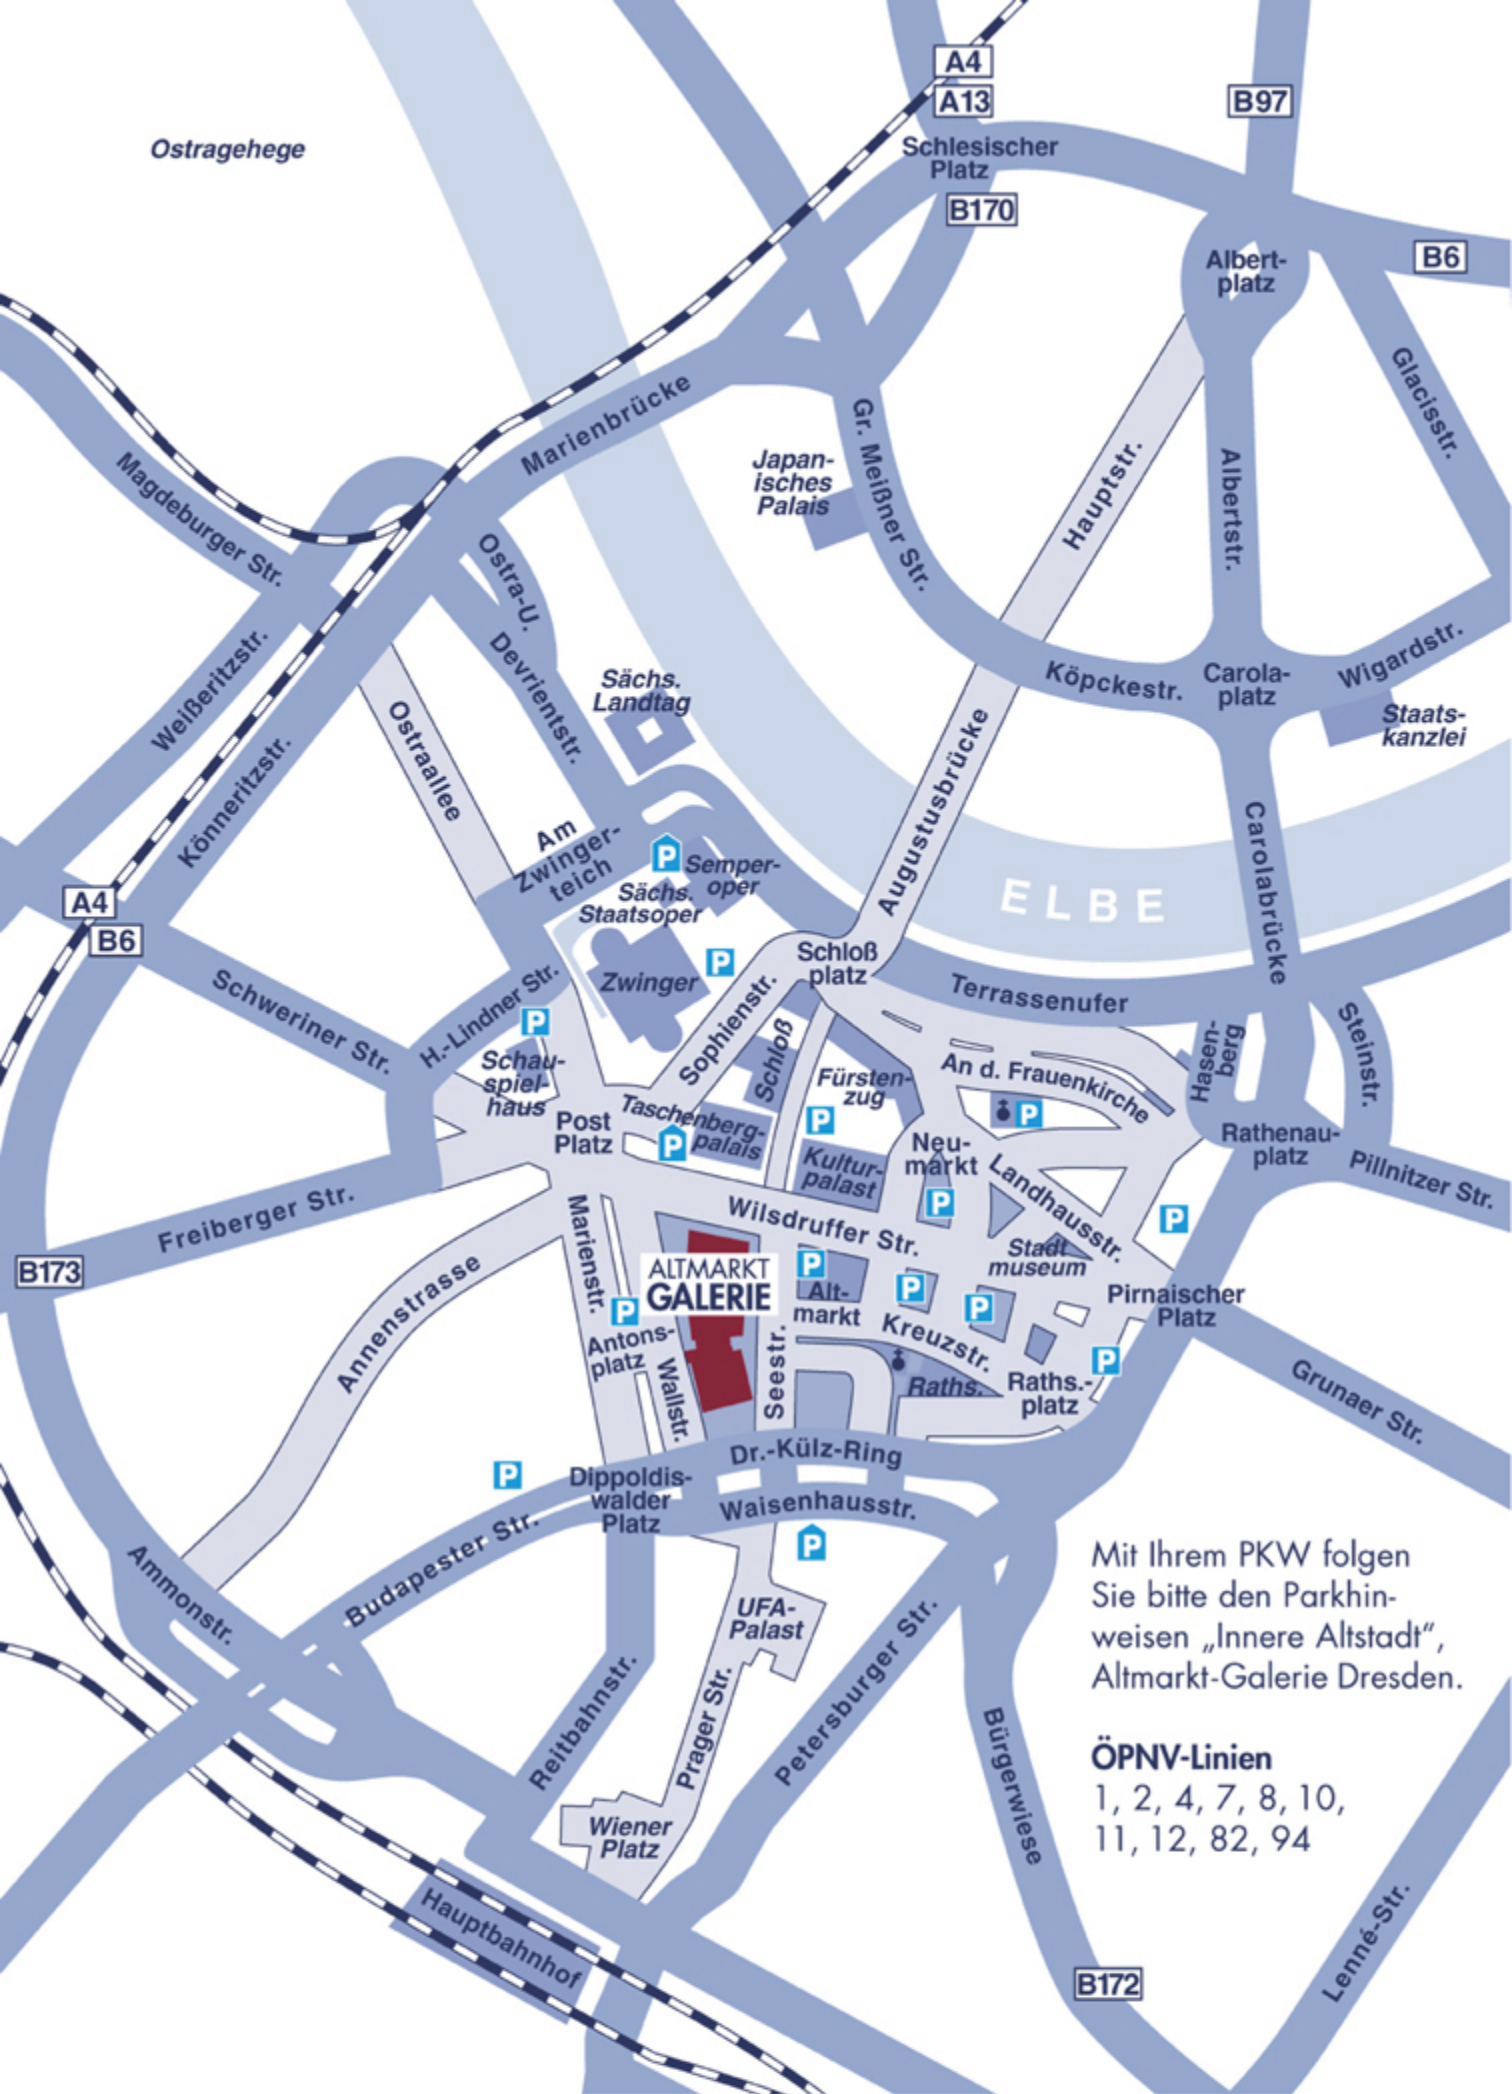 A4
A13
B97
Ostragehege
Schlesischer
Platz
B170
B6
Albert-
platz
Glacisstr.
Marienbrücke
Gr. Meißner Str.
Japan-
isches
Palais
Hauptstr.
Albertstr.
Magdeburger Str.
Ostra-U.
Devrientstr.
Weißeritzstr.
Köpckestr.
Carola-
platz
Wigardstr.
Staats-
kanzlei
Sächs.
Landtag
Ostraallee
Könneritzstr.
Augustusbrücke
Carolabrücke
Am
Zwinger-
teich
P
Semper-
oper
Sächs.
Staatsoper
ELBE
A4
B6
Schloß
platz
Zwinger
P
Terrassenufer
Schweriner Str.
H.-Lindner Str.
P
Sophienstr.
Schloß
Hasen-
berg
Steinstr.
Schau-
spiel-
haus
Fürsten-
zug
An d. Frauenkirche
P
P
Post
Platz
Taschenberg-
palais
P
Neu-
markt
Rathenau-
platz
Kultur-
palast
Landhausstr.
Pillnitzer Str.
Freiberger Str.
P
P
Wilsdruffer Str.
Marienstr.
Stadt
museum
B173
Annenstrasse
ALTMARKT
GALERIE
P
Alt-
markt
P
P
Pirnaischer
Platz
P
Antons-
platz
Kreuzstr.
P
Wallstr.
Seestr.
Raths.
Raths.-
platz
Grunaer Str.
Dr.-Külz-Ring
P
Dippoldis-
walder
Platz
Waisenhausstr.
Budapester Str.
P
Ammonstr.
Mit Ihrem PKW folgen
Sie bitte den Parkhin-
weisen „Innere Altstadt“,
Altmarkt-Galerie Dresden.
UFA-
Palast
Reitbahnstr.
Prager Str.
Petersburger Str.
Bürgerwiese
ÖPNV-Linien
1, 2, 4, 7, 8, 10,
11, 12, 82, 94
Wiener
Platz
Hauptbahnhof
B172
Lenné-Str.